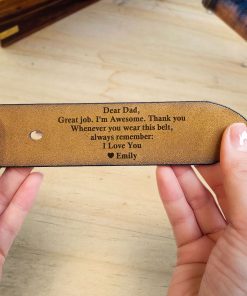 Dear Dad,
Great job. I'm Awesome. Thank you
Whenever you wear this belt,
always remember:
I Love You
♥ Emily